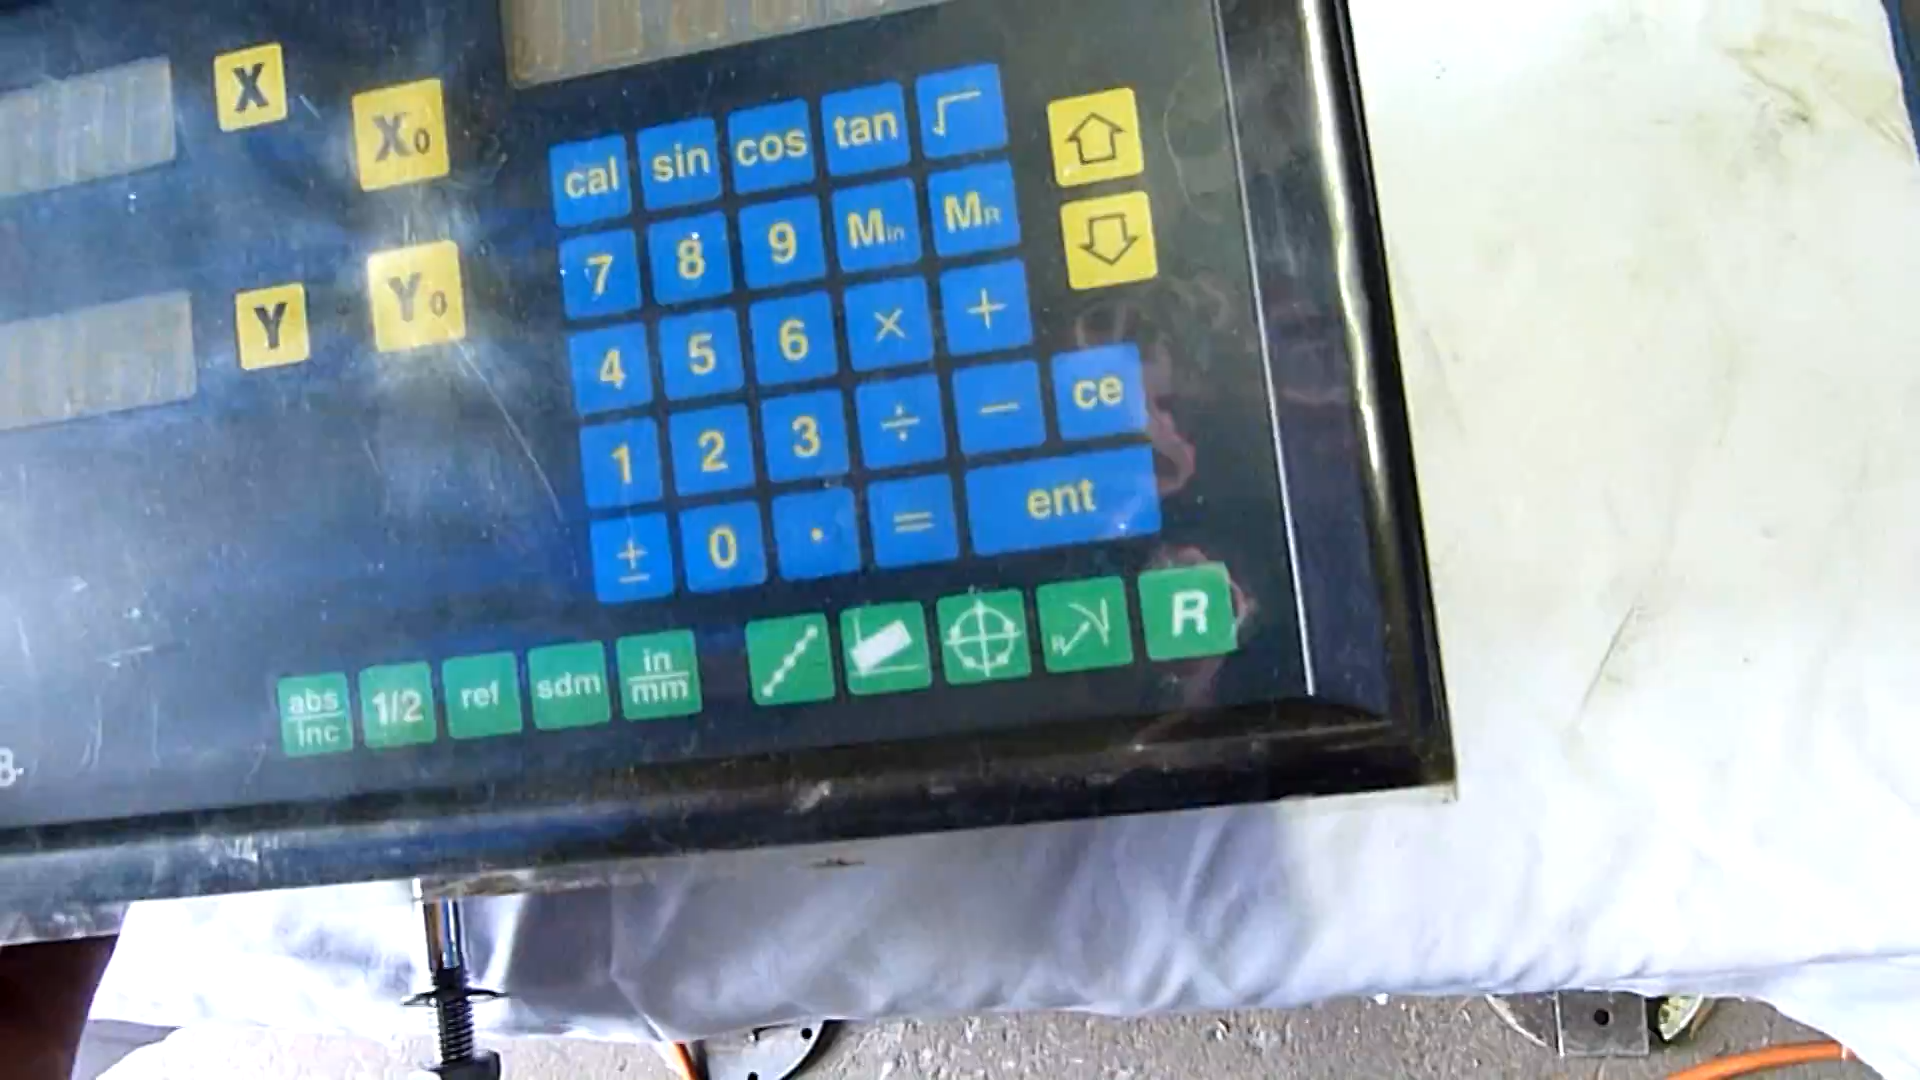 X X0
cal sin cos tan √
7 8 9 Min MR
Y Y0
4 5 6 × +
1 2 3 ÷ − ce
± 0 . = ent
abs/inc 1/2 ref sdm in/mm R R